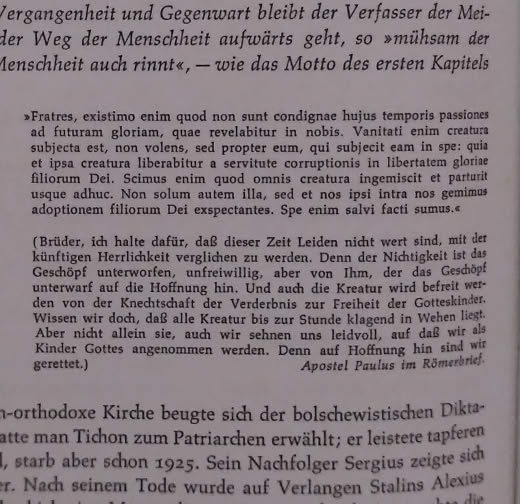 Vergangenheit und Gegenwart bleibt der Verfasser der Mei-
der Weg der Menschheit aufwärts geht, so »mühsam der
Menschheit auch rinnt«, — wie das Motto des ersten Kapitels
»Fratres, existimo enim quod non sunt condignae hujus temporis passiones
ad futuram gloriam, quae revelabitur in nobis. Vanitati enim creatura
subjecta est, non volens, sed propter eum, qui subjecit eam in spe: quia
et ipsa creatura liberabitur a servitute corruptionis in libertatem gloriae
filiorum Dei. Scimus enim quod omnis creatura ingemiscit et parturit
usque adhuc. Non solum autem illa, sed et nos ipsi intra nos gemimus
adoptionem filiorum Dei exspectantes. Spe enim salvi facti sumus.«
(Brüder, ich halte dafür, daß dieser Zeit Leiden nicht wert sind, mit der
künftigen Herrlichkeit verglichen zu werden. Denn der Nichtigkeit ist das
Geschöpf unterworfen, unfreiwillig, aber von Ihm, der das Geschöpf
unterwarf auf die Hoffnung hin. Und auch die Kreatur wird befreit wer-
den von der Knechtschaft der Verderbnis zur Freiheit der Gotteskinder.
Wissen wir doch, daß alle Kreatur bis zur Stunde klagend in Wehen liegt.
Aber nicht allein sie, auch wir sehnen uns leidvoll, auf daß wir als
Kinder Gottes angenommen werden. Denn auf Hoffnung hin sind wir
gerettet.) Apostel Paulus im Römerbrief.
n-orthodoxe Kirche beugte sich der bolschewistischen Dikta-
atte man Tichon zum Patriarchen erwählt; er leistete tapferen
starb aber schon 1925. Sein Nachfolger Sergius zeigte sich
er. Nach seinem Tode wurde auf Verlangen Stalins Alexius